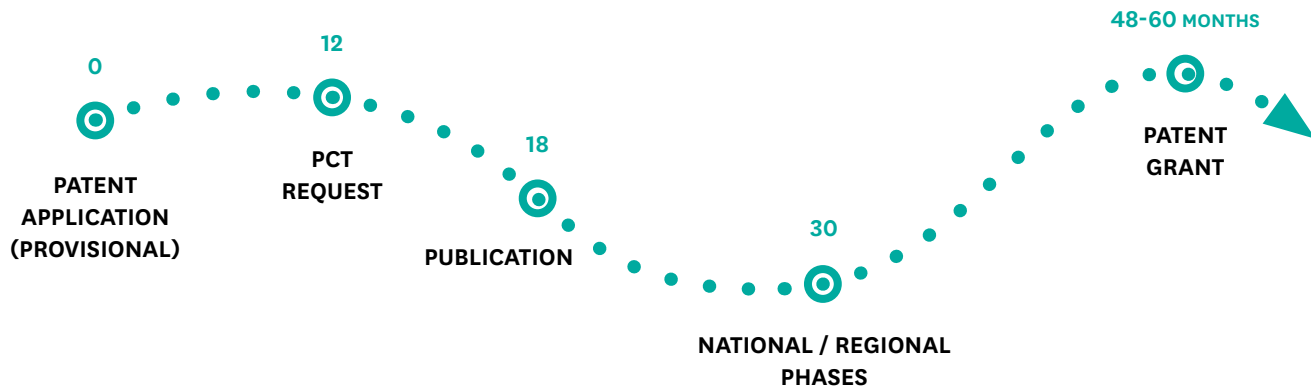 0
PATENT
APPLICATION
(PROVISIONAL)
12
PCT
REQUEST
18
PUBLICATION
30
NATIONAL / REGIONAL
PHASES
48-60 MONTHS
PATENT
GRANT